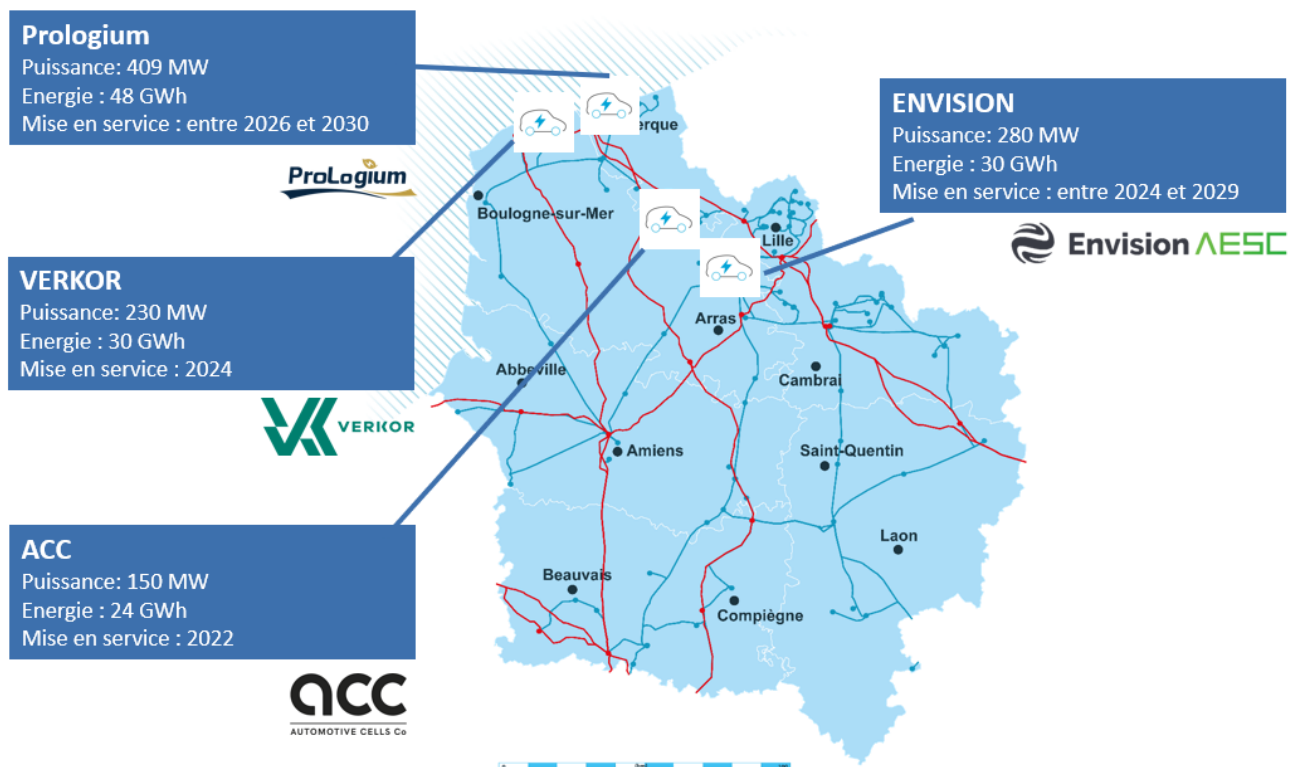 Prologium
Puissance: 409 MW
Energie : 48 GWh
Mise en service : entre 2026 et 2030
ProLogium
VERKOR
Puissance: 230 MW
Energie : 30 GWh
Mise en service : 2024
VERKOR
ACC
Puissance: 150 MW
Energie : 24 GWh
Mise en service : 2022
acc
AUTOMOTIVE CELLS Co
ENVISION
Puissance: 280 MW
Energie : 30 GWh
Mise en service : entre 2024 et 2029
Envision AESC
erque
Boulogne-sur-Mer
Lille
Arras
Abbeville
Cambrai
Amiens
Saint-Quentin
Laon
Beauvais
Compiègne